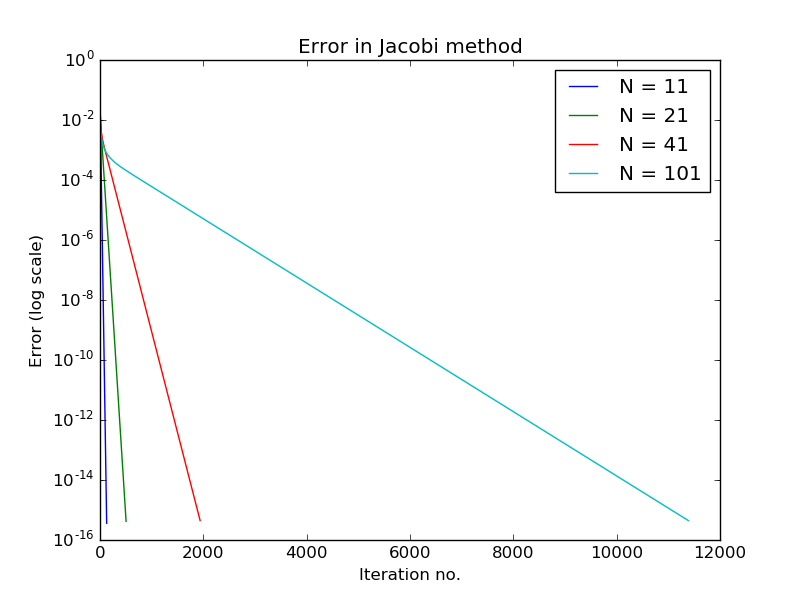 Error in Jacobi method
10^0
10^-2
10^-4
10^-6
10^-8
10^-10
10^-12
10^-14
10^-16
Error (log scale)
N = 11
N = 21
N = 41
N = 101
0 2000 4000 6000 8000 10000 12000
Iteration no.